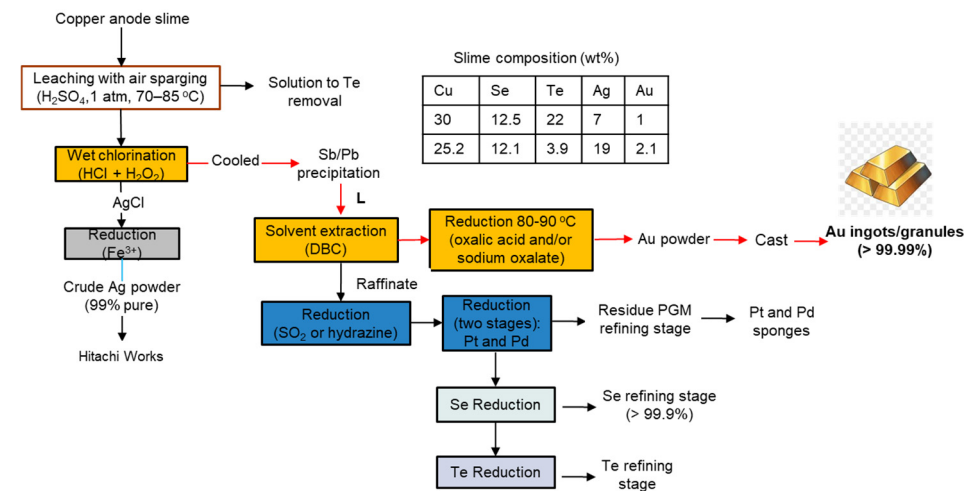 Copper anode slime
Leaching with air sparging
(H₂SO₄,1 atm, 70–85 °C)
Solution to Te
removal
Slime composition (wt%)
Cu Se Te Ag Au
30 12.5 22 7 1
25.2 12.1 3.9 19 2.1
Wet chlorination
(HCl + H₂O₂)
Cooled
Sb/Pb
precipitation
L
AgCl
Reduction
(Fe³⁺)
Crude Ag powder
(99% pure)
Hitachi Works
Solvent extraction
(DBC)
Reduction 80-90 °C
(oxalic acid and/or
sodium oxalate)
Au powder
Cast
Au ingots/granules
(> 99.99%)
Raffinate
Reduction
(SO₂ or hydrazine)
Reduction
(two stages):
Pt and Pd
Residue PGM
refining stage
Pt and Pd
sponges
Se Reduction
Se refining stage
(> 99.9%)
Te Reduction
Te refining
stage